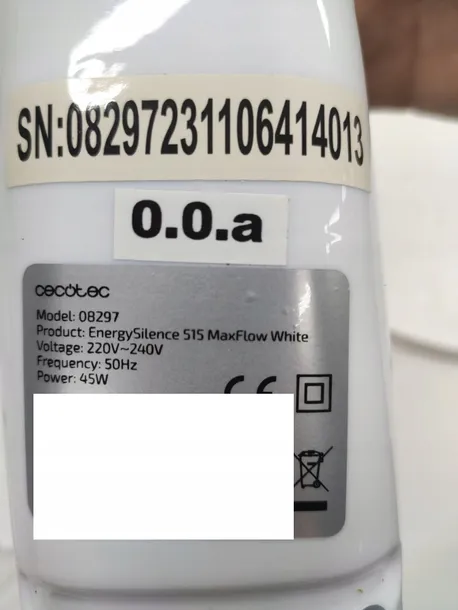 SN:08297231106414013
0.0.a
cecotec
Model: 08297
Product: EnergySilence 515 MaxFlow White
Voltage: 220V~240V
Frequency: 50Hz
Power: 45W
CE